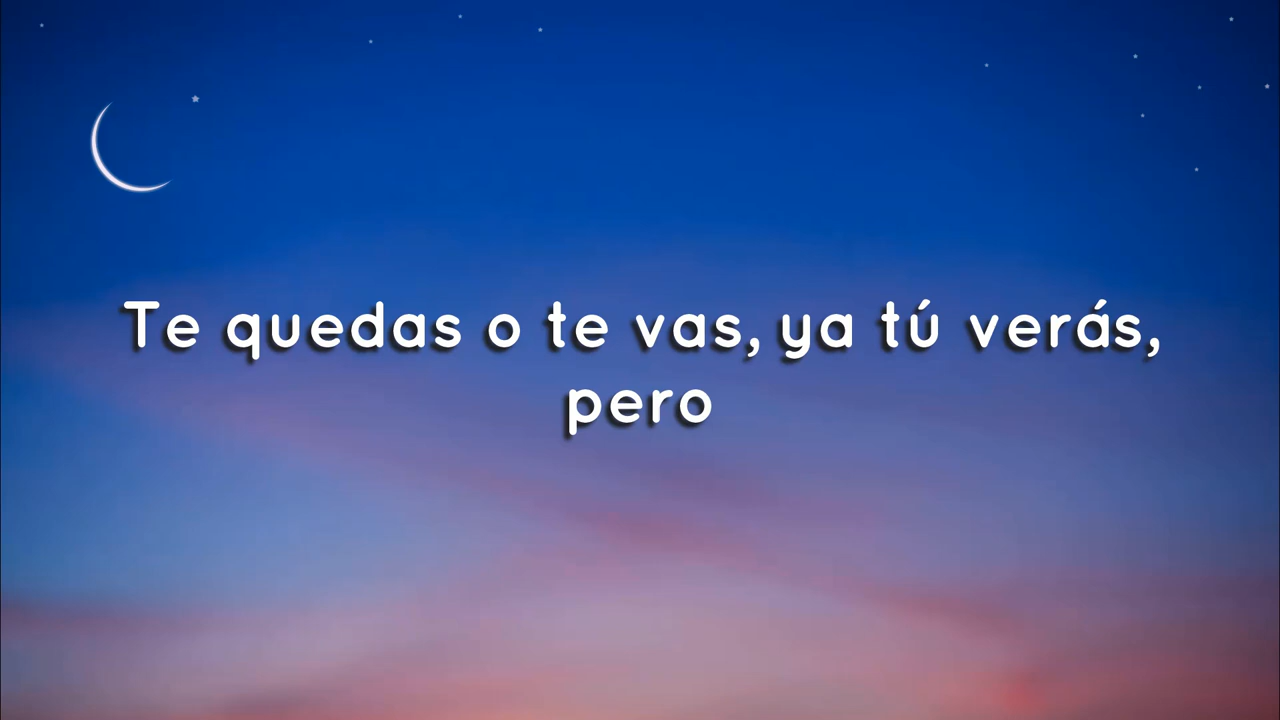 Te quedas o te vas, ya tú verás,
pero